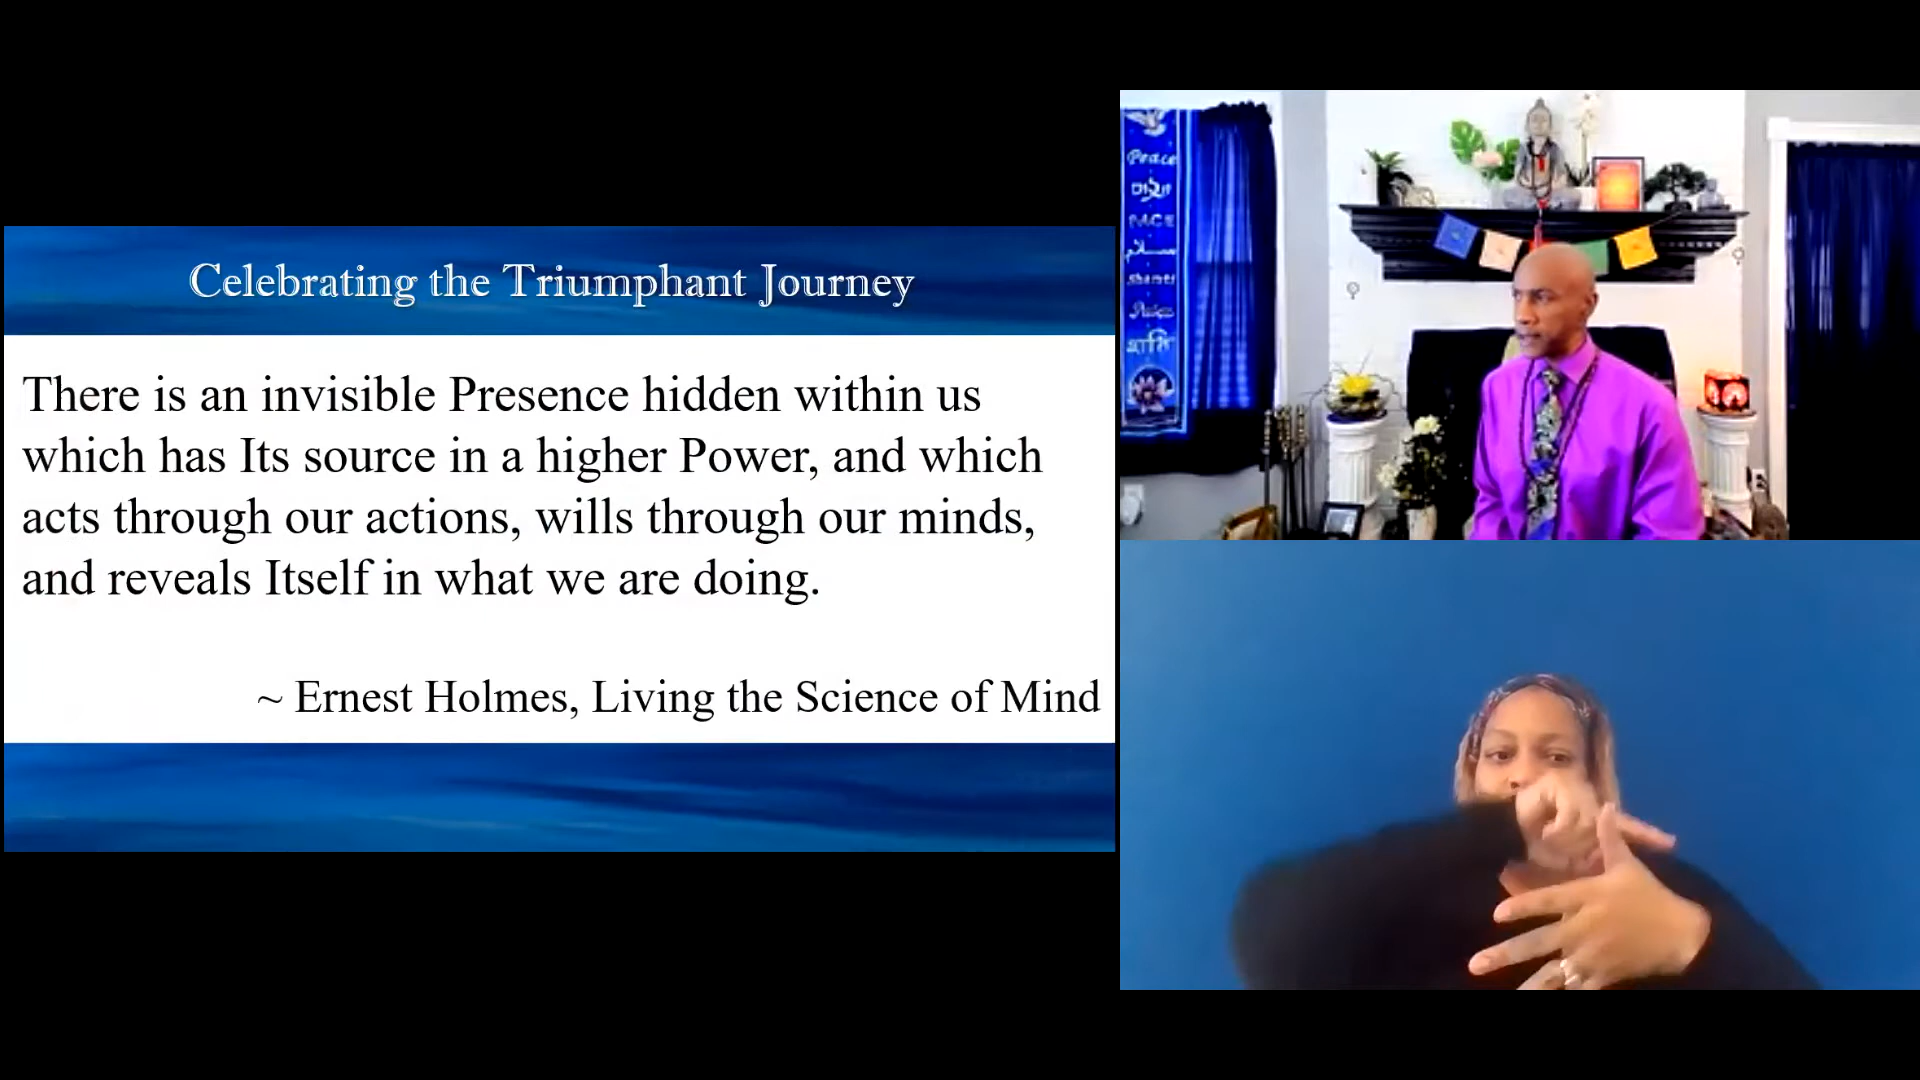 Celebrating the Triumphant Journey
There is an invisible Presence hidden within us
which has Its source in a higher Power, and which
acts through our actions, wills through our minds,
and reveals Itself in what we are doing.
~ Ernest Holmes, Living the Science of Mind
Peace